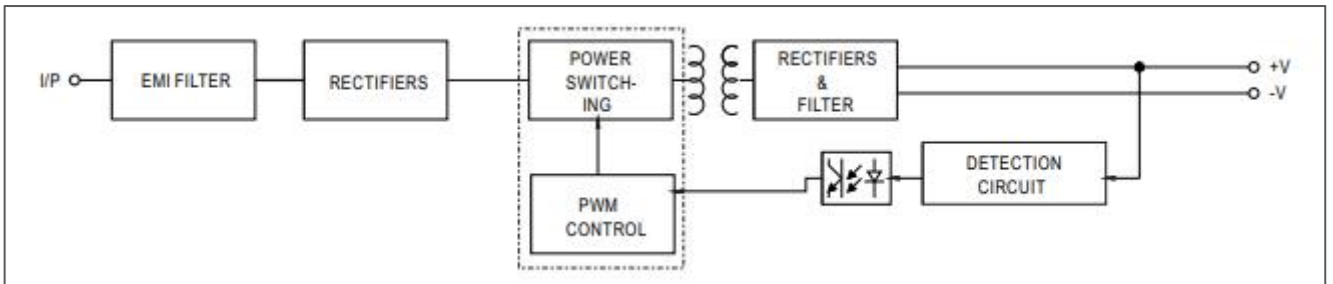 I/P
EMI FILTER
RECTIFIERS
POWER
SWITCH-
ING
RECTIFIERS
&
FILTER
+V
-V
PWM
CONTROL
DETECTION
CIRCUIT